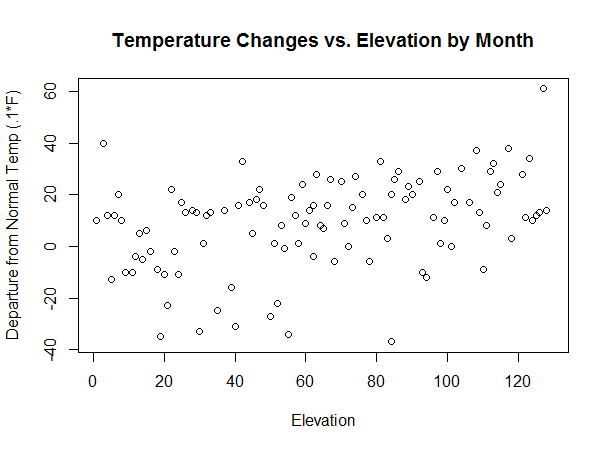 Temperature Changes vs. Elevation by Month
Departure from Normal Temp (.1*F)
60
40
20
0
-20
-40
0 20 40 60 80 100 120
Elevation